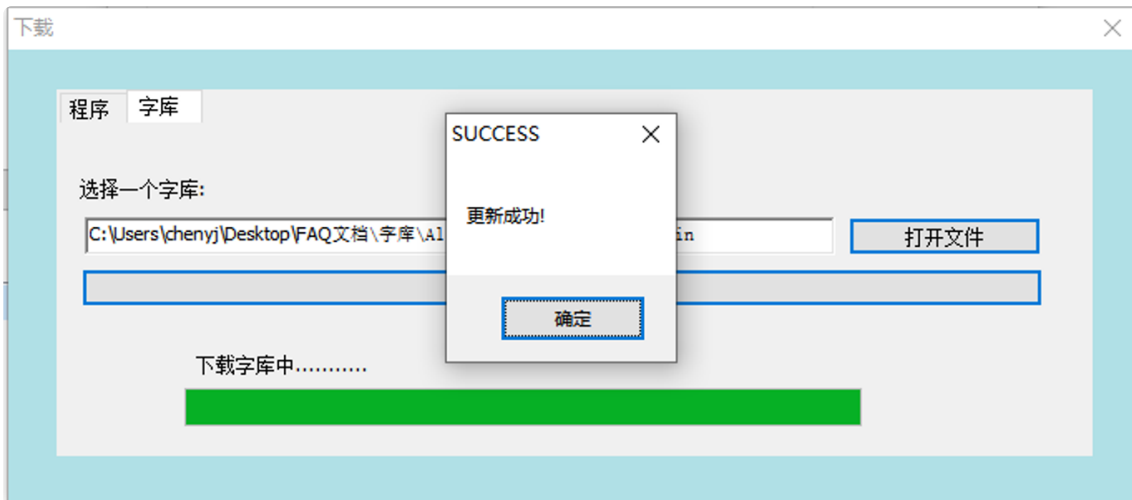 下载
程序
字库
SUCCESS
选择一个字库:
更新成功!
C:\Users\chenyj\Desktop\FAQ文档\字库\Al
in
打开文件
确定
下载字库中...........